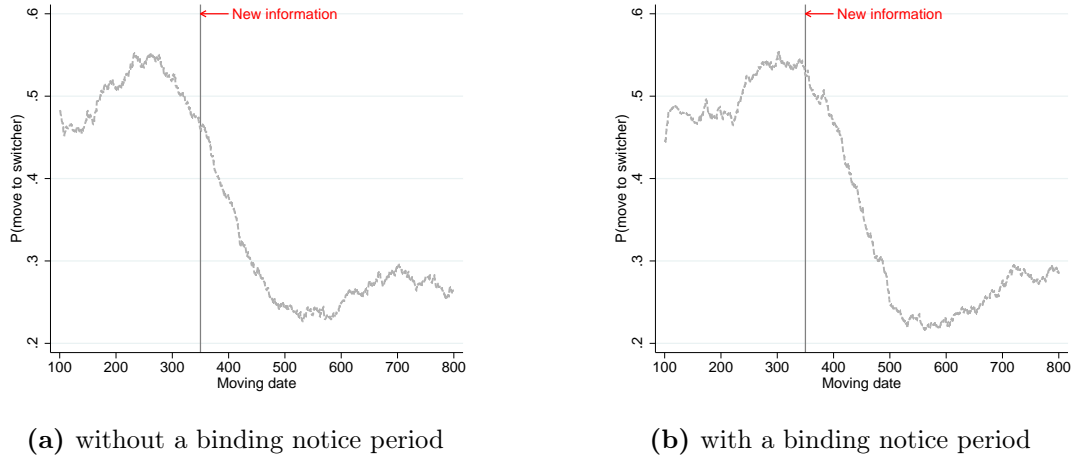 .6
.5
.4
.3
.2
P(move to switcher)
New information
100 200 300 400 500 600 700 800
Moving date
(a) without a binding notice period
.6
.5
.4
.3
.2
P(move to switcher)
New information
100 200 300 400 500 600 700 800
Moving date
(b) with a binding notice period